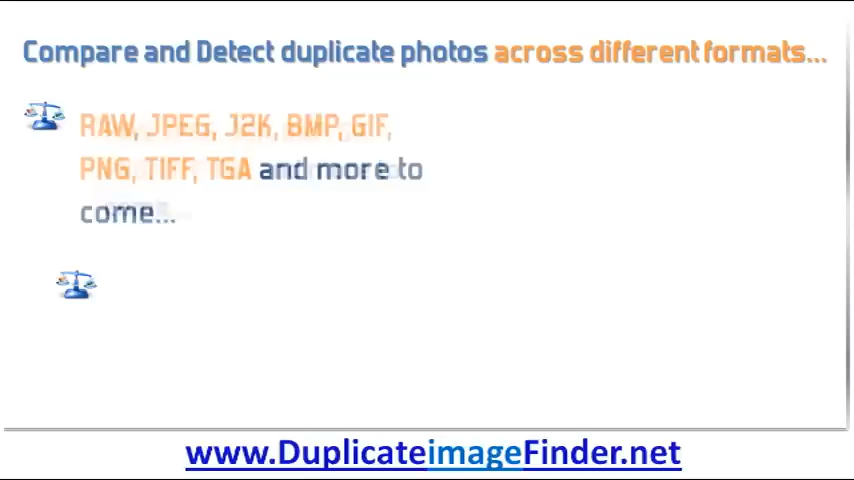 Compare and Detect duplicate photos across different formats...
RAW, JPEG, J2K, BMP, GIF,
PNG, TIFF, TGA and more to
come...
www.DuplicateimageFinder.net